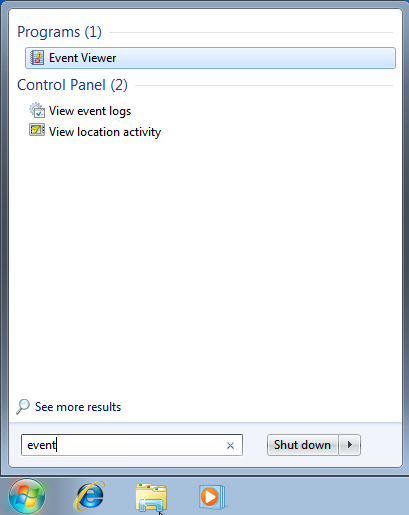 Programs (1)
Event Viewer
Control Panel (2)
View event logs
View location activity
See more results
event
Shut down